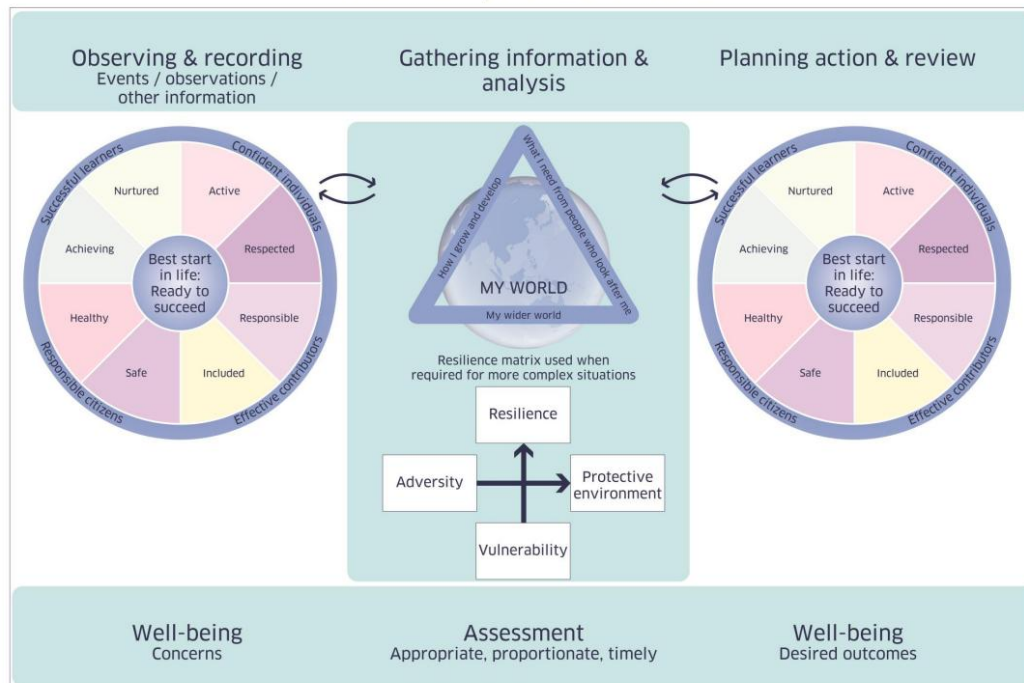 Observing & recording
Events / observations /
other information
Gathering information &
analysis
Planning action & review
Successful learners
Confident individuals
Nurtured
Active
Achieving
Respected
Best start
in life:
Ready to
succeed
Healthy
Responsible
Safe
Included
Responsible citizens
Effective contributors
How I grow and develop
What I need from people who look after me
MY WORLD
My wider world
Resilience matrix used when
required for more complex situations
Resilience
Adversity
Protective
environment
Vulnerability
Successful learners
Confident individuals
Nurtured
Active
Achieving
Respected
Best start
in life:
Ready to
succeed
Healthy
Responsible
Safe
Included
Responsible citizens
Effective contributors
Well-being
Concerns
Assessment
Appropriate, proportionate, timely
Well-being
Desired outcomes